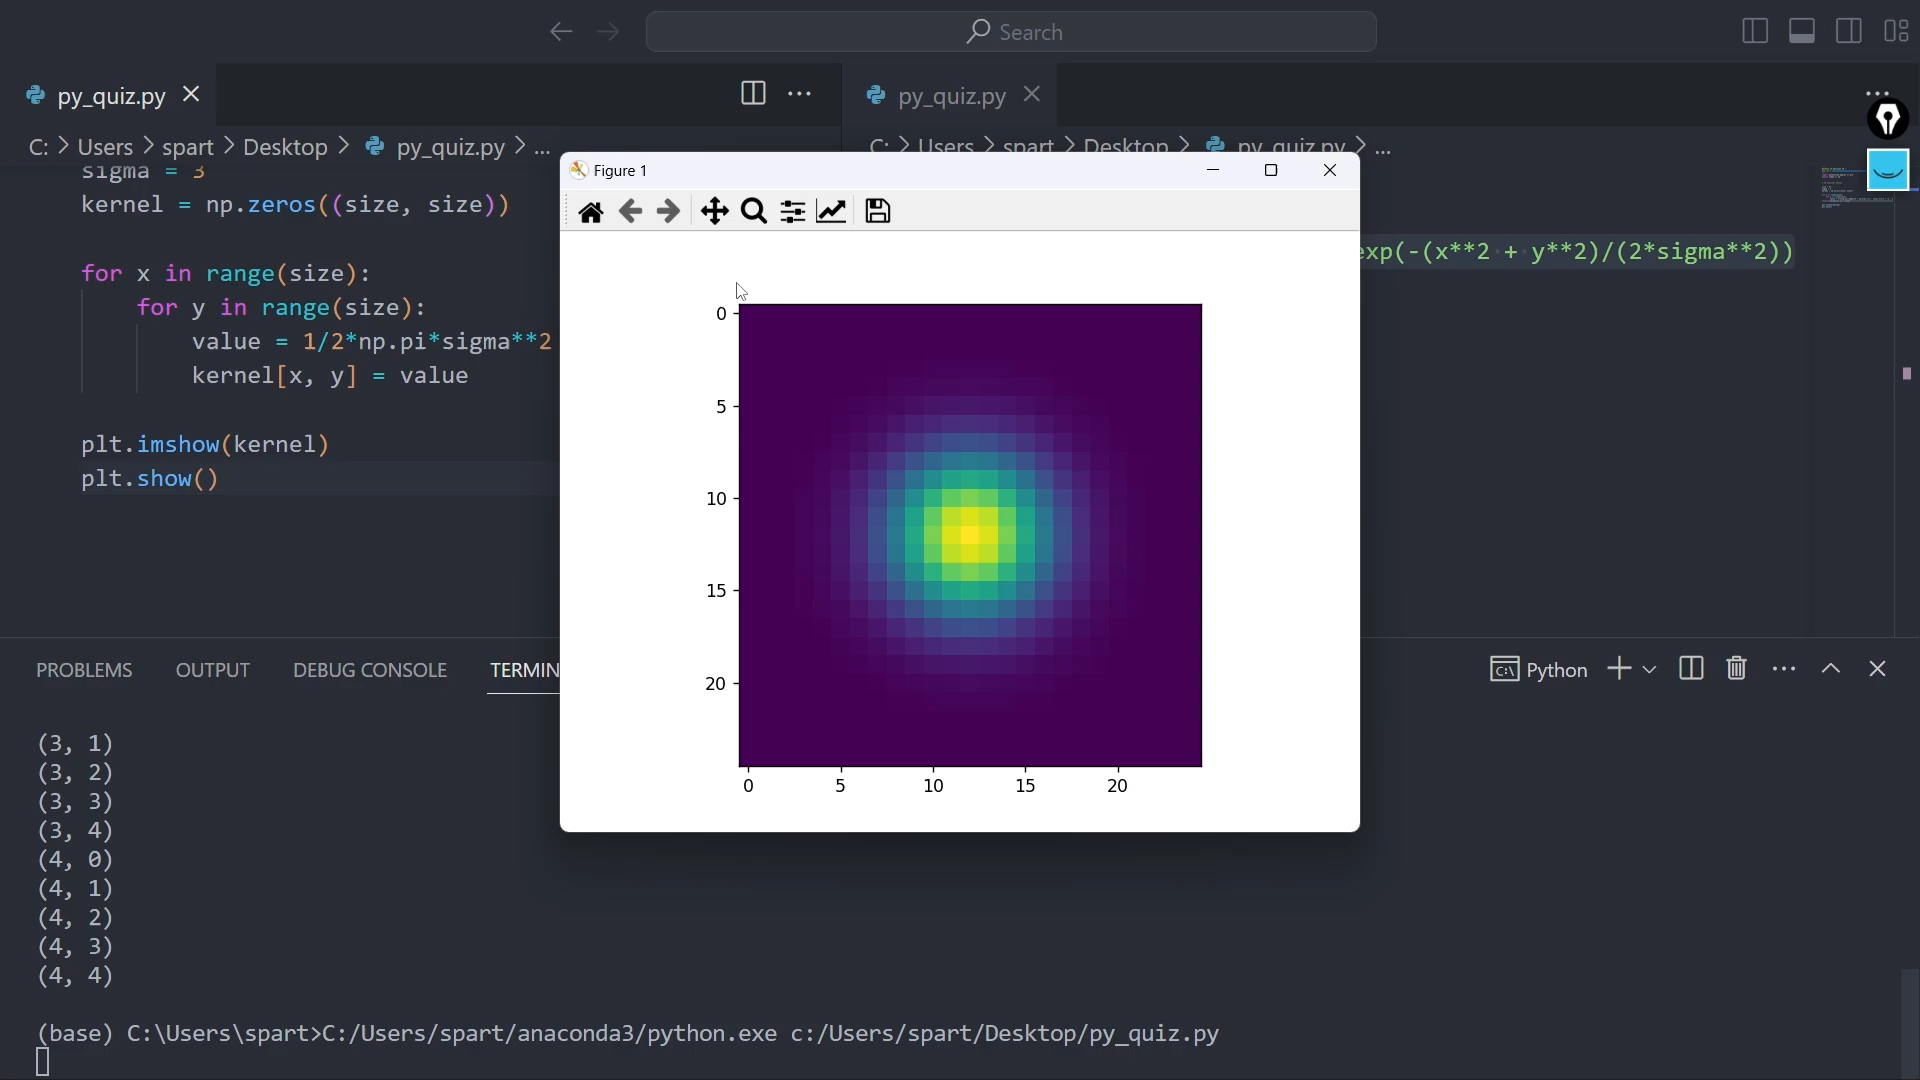 Search
py_quiz.py
py_quiz.py
C: > Users > spart > Desktop > py_quiz.py > ...
C: > Users > spart > Desktop > py_quiz.py > ...
sigma = 3
kernel = np.zeros((size, size))
for x in range(size):
for y in range(size):
value = 1/2*np.pi*sigma**2
kernel[x, y] = value
plt.imshow(kernel)
plt.show()
exp(-(x**2 + y**2)/(2*sigma**2))
Figure 1
0
5
10
15
20
0 5 10 15 20
PROBLEMS OUTPUT DEBUG CONSOLE TERMIN
Python
(3, 1)
(3, 2)
(3, 3)
(3, 4)
(4, 0)
(4, 1)
(4, 2)
(4, 3)
(4, 4)
(base) C:\Users\spart>C:/Users/spart/anaconda3/python.exe c:/Users/spart/Desktop/py_quiz.py